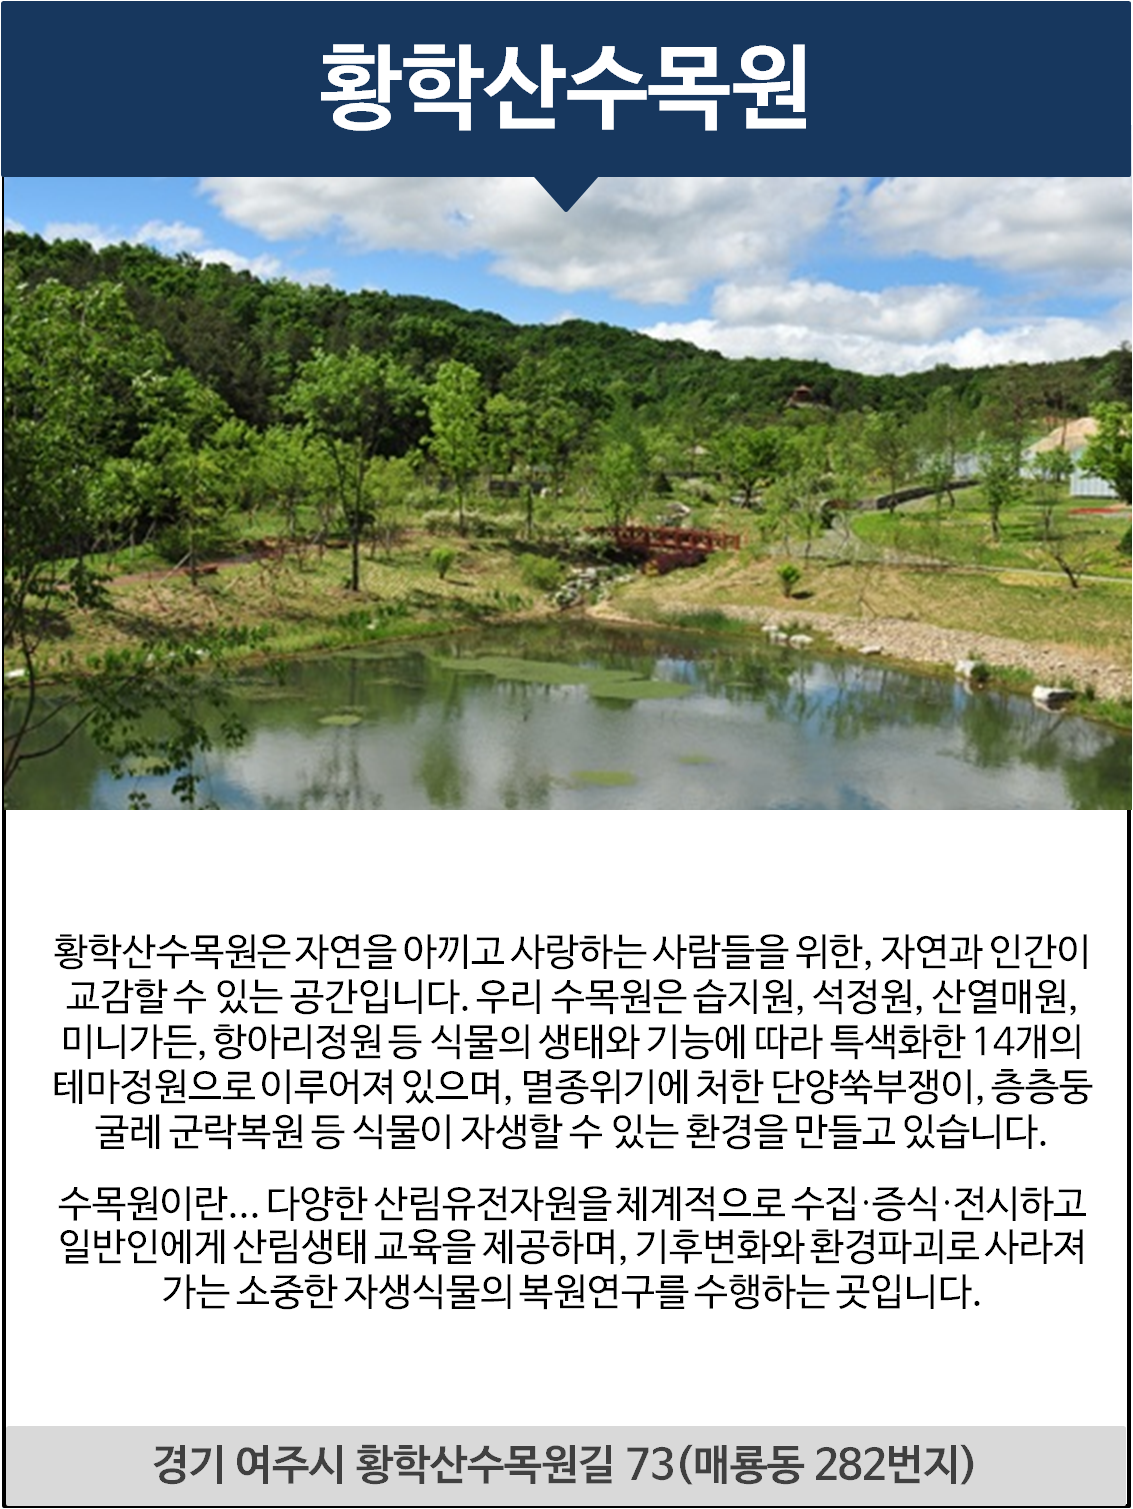 황학산수목원
황학산수목원은 자연을 아끼고 사랑하는 사람들을 위한, 자연과 인간이
교감할 수 있는 공간입니다. 우리 수목원은 습지원, 석정원, 산열매원,
미니가든, 항아리정원 등 식물의 생태와 기능에 따라 특색화한 14개의
테마정원으로 이루어져 있으며, 멸종위기에 처한 단양쑥부쟁이, 층층둥
굴레 군락복원 등 식물이 자생할 수 있는 환경을 만들고 있습니다.
수목원이란... 다양한 산림유전자원을 체계적으로 수집·증식·전시하고
일반인에게 산림생태 교육을 제공하며, 기후변화와 환경파괴로 사라져
가는 소중한 자생식물의 복원연구를 수행하는 곳입니다.
경기 여주시 황학산수목원길 73(매룡동 282번지)